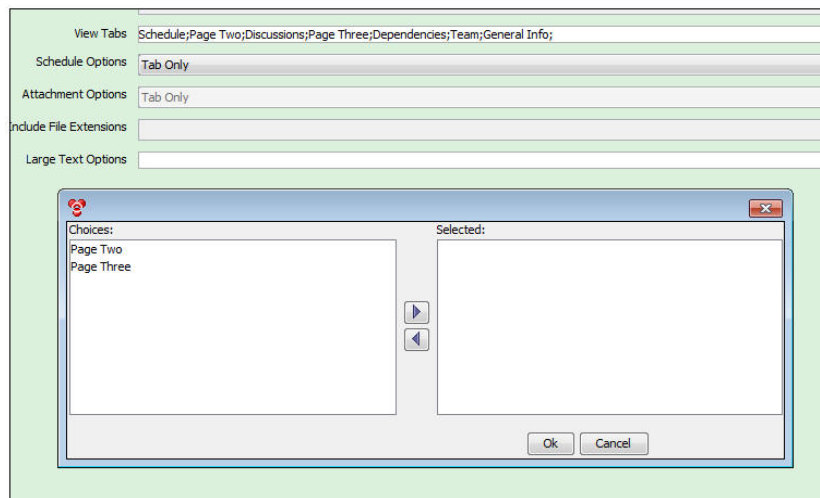 View Tabs Schedule;Page Two;Discussions;Page Three;Dependencies;Team;General Info;
Schedule Options Tab Only
Attachment Options Tab Only
Include File Extensions
Large Text Options
Choices: Selected:
Page Two
Page Three
Ok Cancel